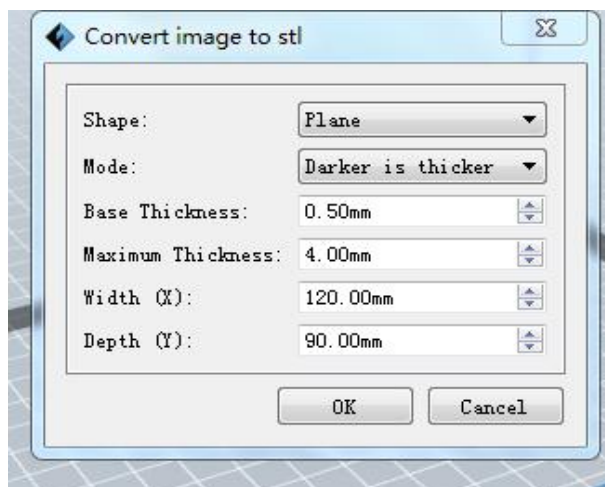 Convert image to stl
Shape: Plane
Mode: Darker is thicker
Base Thickness: 0.50mm
Maximum Thickness: 4.00mm
Width (X): 120.00mm
Depth (Y): 90.00mm
OK Cancel